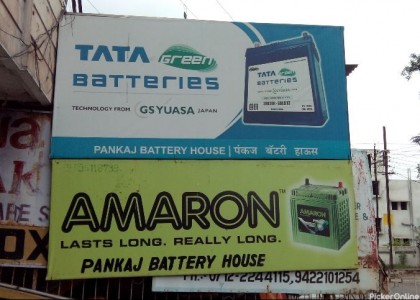 TATA Green
BATTERIES
TECHNOLOGY FROM GS YUASA JAPAN
TATA Green
BATTERIES
PANKAJ BATTERY HOUSE | पंकज बॅटरी हाऊस
AMARON™
LASTS LONG. REALLY LONG.
AMARON
PANKAJ BATTERY HOUSE
0712-2244115, 9422101254
PickerOnline